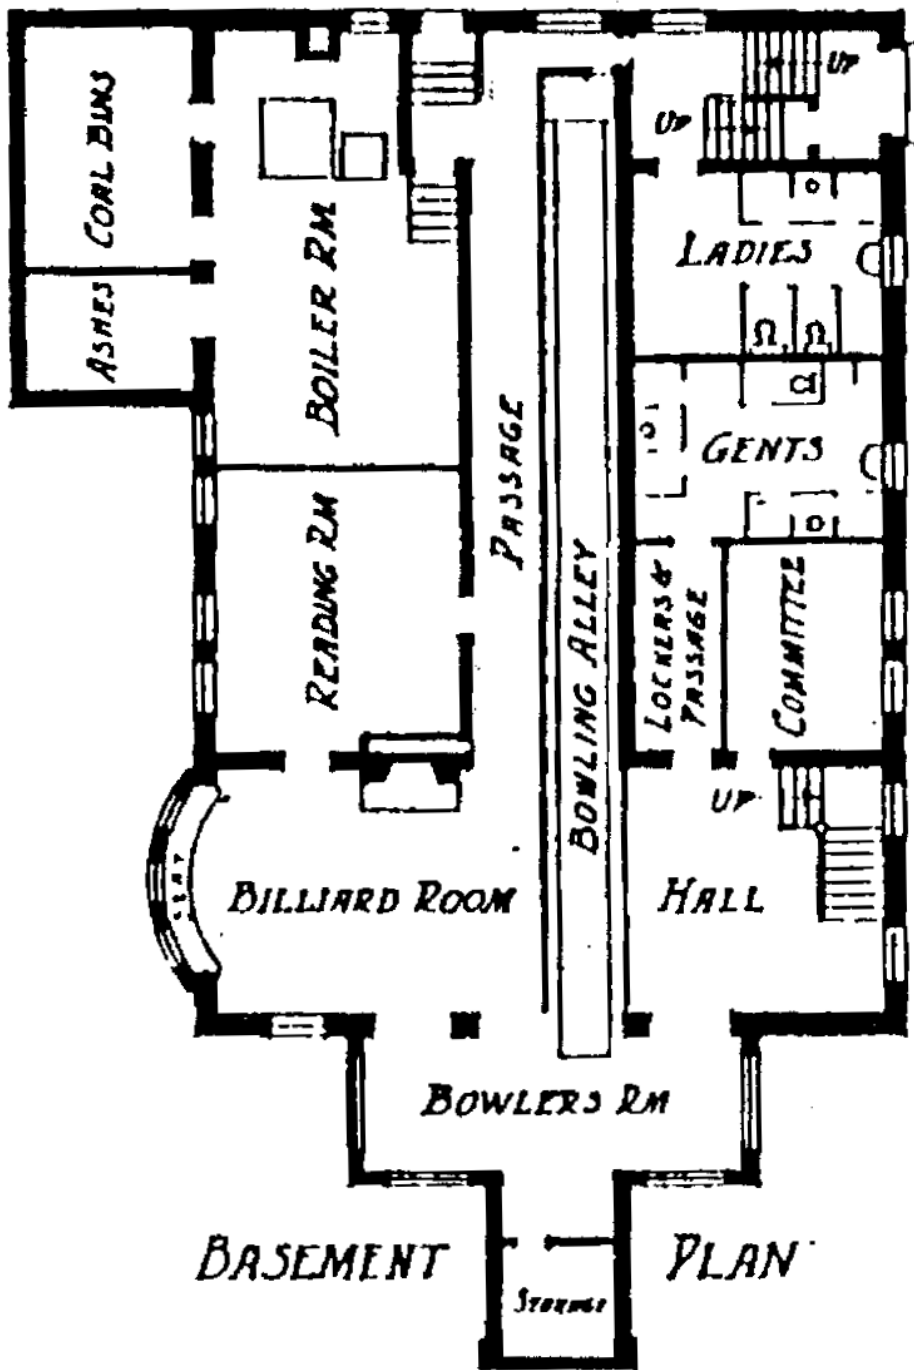 UP
UP
COAL BINS
LADIES
BOILER RM
ASHES
GENTS
PASSAGE
READING RM
BOWLING ALLEY
LOCKERS &
PASSAGE
COMMITTEE
UP
SEAT
BILLIARD ROOM
HALL
BOWLERS RM
BASEMENT PLAN
STORAGE